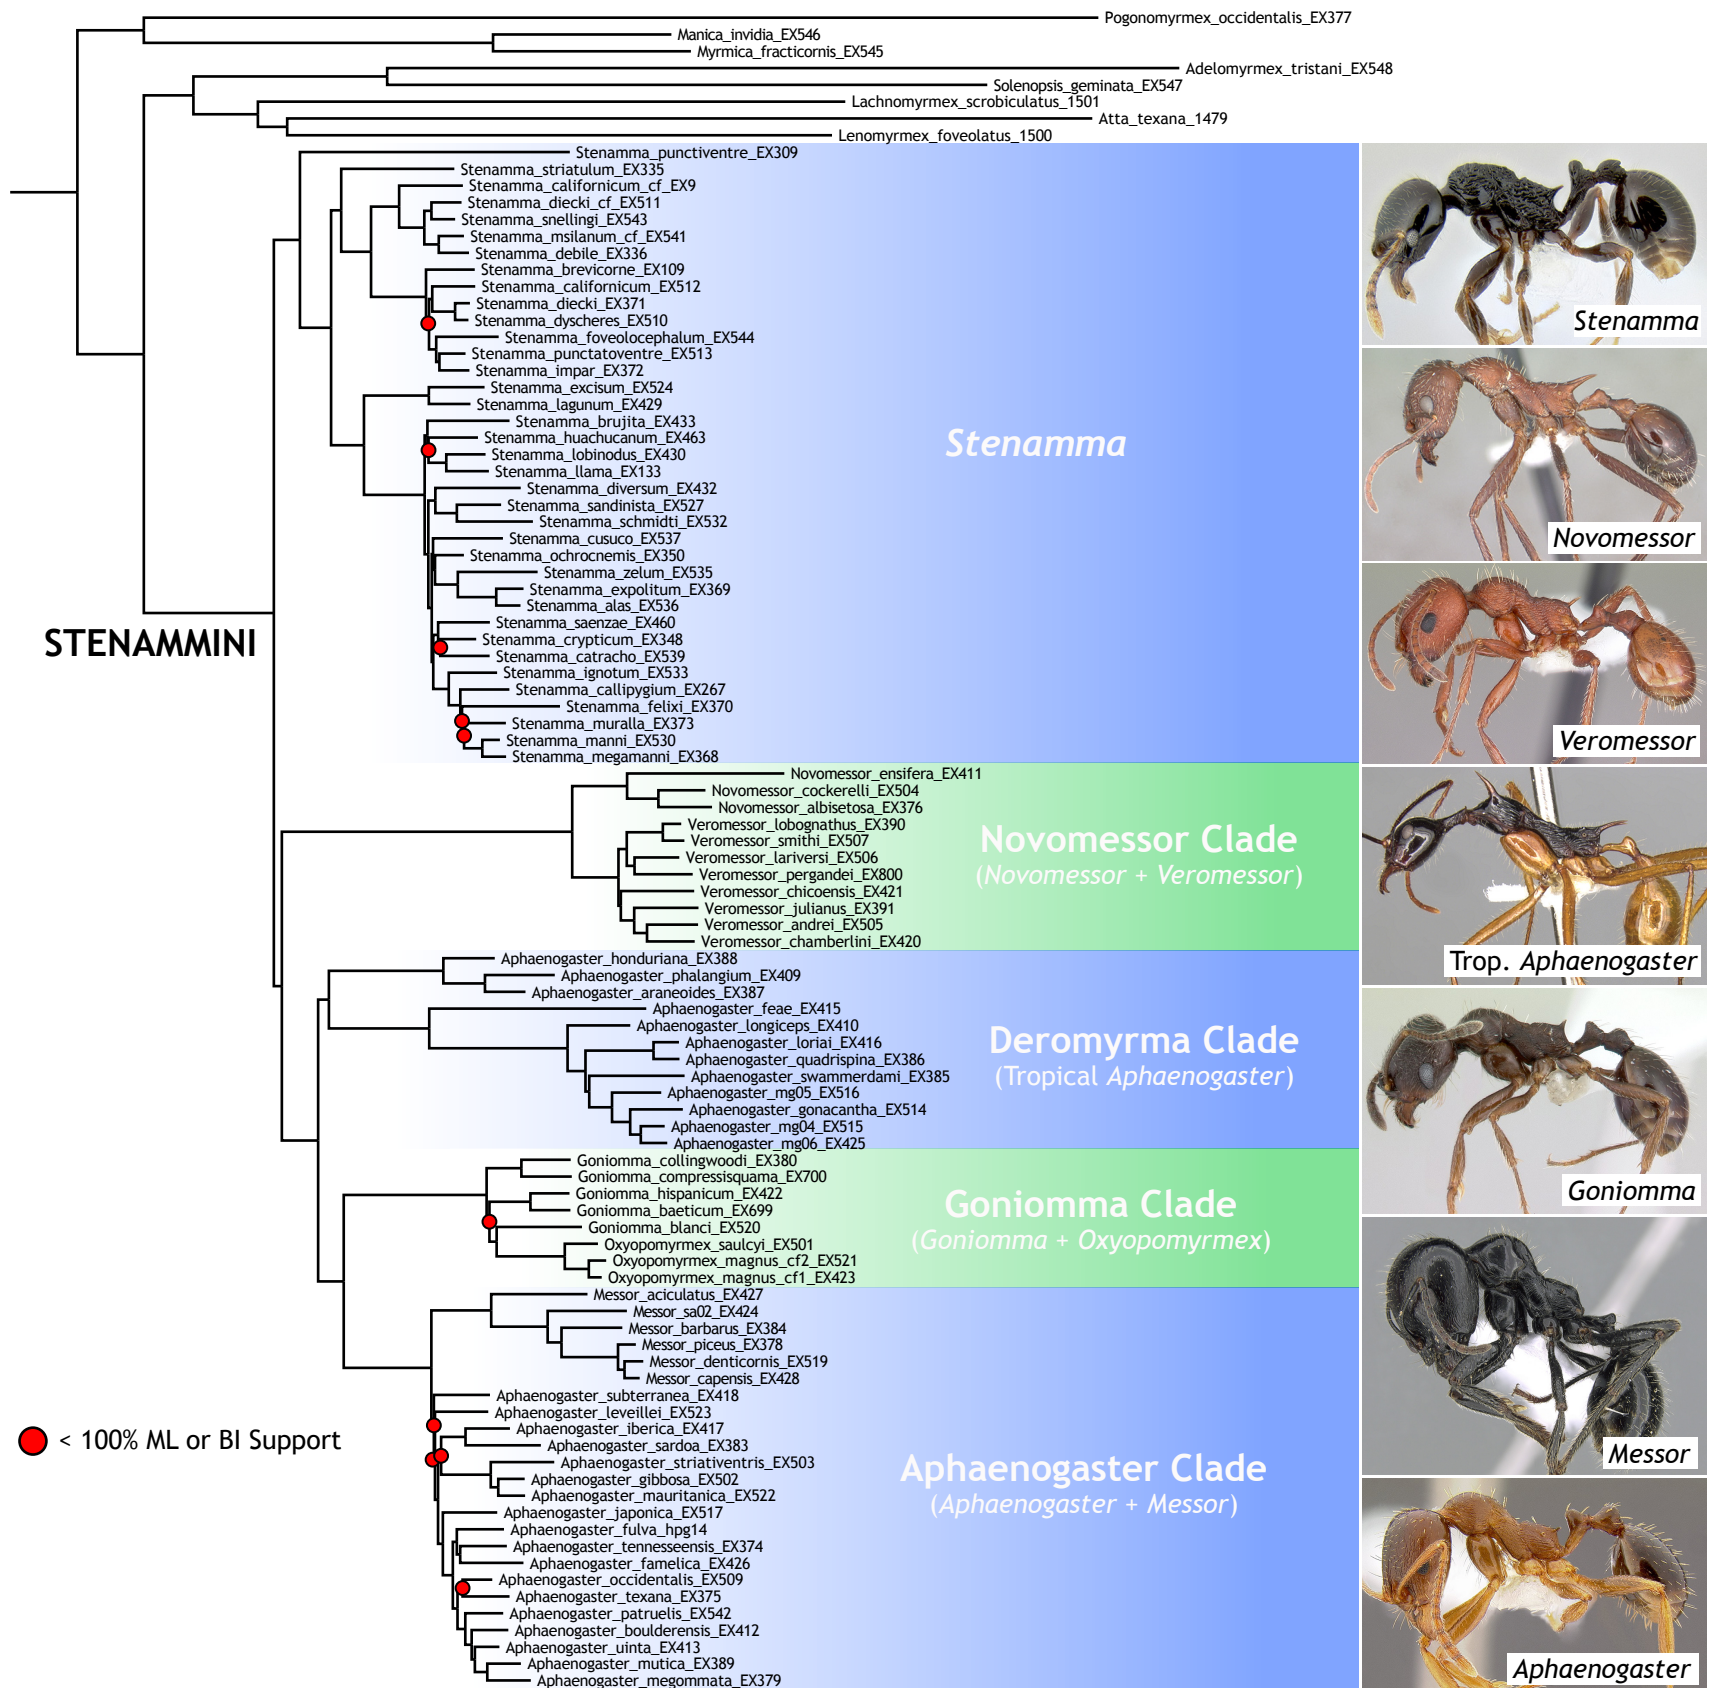 Pogonomyrmex_occidentalis_EX377
Manica_invidia_EX546
Myrmica_fracticornis_EX545
Adelomyrmex_tristani_EX548
Solenopsis_geminata_EX547
Lachnomyrmex_scrobiculatus_1501
Atta_texana_1479
Lenomyrmex_foveolatus_1500
Stenamma_punctiventre_EX309
Stenamma_striatulum_EX335
Stenamma_californicum_cf_EX9
Stenamma_diecki_cf_EX511
Stenamma_snellingi_EX543
Stenamma_msilanum_cf_EX541
Stenamma_debile_EX336
Stenamma_brevicorne_EX109
Stenamma_californicum_EX512
Stenamma_diecki_EX371
Stenamma_dyscheres_EX510
Stenamma_foveolocephalum_EX544
Stenamma_punctatoventre_EX513
Stenamma_impar_EX372
Stenamma_excisum_EX524
Stenamma_lagunum_EX429
Stenamma_brujita_EX433
Stenamma_huachucanum_EX463
Stenamma_lobinodus_EX430
Stenamma_llama_EX133
Stenamma_diversum_EX432
Stenamma_sandinista_EX527
Stenamma_schmidti_EX532
Stenamma_cusuco_EX537
Stenamma_ochrocnemis_EX350
Stenamma_zelum_EX535
Stenamma_expolitum_EX369
Stenamma_alas_EX536
Stenamma_saenzae_EX460
Stenamma_crypticum_EX348
Stenamma_catracho_EX539
Stenamma_ignotum_EX533
Stenamma_callipygium_EX267
Stenamma_felixi_EX370
Stenamma_muralla_EX373
Stenamma_manni_EX530
Stenamma_megamanni_EX368
Stenamma
STENAMMINI
Novomessor_ensifera_EX411
Novomessor_cockerelli_EX504
Novomessor_albisetosa_EX376
Veromessor_lobognathus_EX390
Veromessor_smithi_EX507
Veromessor_lariversi_EX506
Veromessor_pergandei_EX800
Veromessor_chicoensis_EX421
Veromessor_julianus_EX391
Veromessor_andrei_EX505
Veromessor_chamberlini_EX420
Novomessor Clade
(Novomessor + Veromessor)
Aphaenogaster_honduriana_EX388
Aphaenogaster_phalangium_EX409
Aphaenogaster_araneoides_EX387
Aphaenogaster_feae_EX415
Aphaenogaster_longiceps_EX410
Aphaenogaster_loriai_EX416
Aphaenogaster_quadrispina_EX386
Aphaenogaster_swammerdami_EX385
Aphaenogaster_mg05_EX516
Aphaenogaster_gonacantha_EX514
Aphaenogaster_mg04_EX515
Aphaenogaster_mg06_EX425
Deromyrma Clade
(Tropical Aphaenogaster)
Goniomma_collingwoodi_EX380
Goniomma_compressisquama_EX700
Goniomma_hispanicum_EX422
Goniomma_baeticum_EX699
Goniomma_blanci_EX520
Oxyopomyrmex_saulcyi_EX501
Oxyopomyrmex_magnus_cf2_EX521
Oxyopomyrmex_magnus_cf1_EX423
Goniomma Clade
(Goniomma + Oxyopomyrmex)
Messor_aciculatus_EX427
Messor_sa02_EX424
Messor_barbarus_EX384
Messor_piceus_EX378
Messor_denticornis_EX519
Messor_capensis_EX428
Aphaenogaster_subterranea_EX418
Aphaenogaster_leveillei_EX523
Aphaenogaster_iberica_EX417
Aphaenogaster_sardoa_EX383
Aphaenogaster_striativentris_EX503
Aphaenogaster_gibbosa_EX502
Aphaenogaster_mauritanica_EX522
Aphaenogaster_japonica_EX517
Aphaenogaster_fulva_hpg14
Aphaenogaster_tennesseensis_EX374
Aphaenogaster_famelica_EX426
Aphaenogaster_occidentalis_EX509
Aphaenogaster_texana_EX375
Aphaenogaster_patruelis_EX542
Aphaenogaster_boulderensis_EX412
Aphaenogaster_uinta_EX413
Aphaenogaster_mutica_EX389
Aphaenogaster_megommata_EX379
Aphaenogaster Clade
(Aphaenogaster + Messor)
< 100% ML or BI Support
Stenamma
Novomessor
Veromessor
Trop. Aphaenogaster
Goniomma
Messor
Aphaenogaster